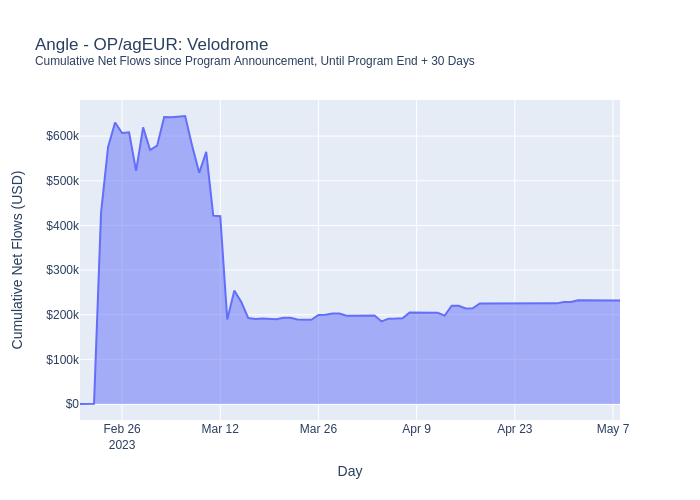 Angle - OP/agEUR: Velodrome
Cumulative Net Flows since Program Announcement, Until Program End + 30 Days
Cumulative Net Flows (USD)
$600k
$500k
$400k
$300k
$200k
$100k
$0
Feb 26
2023
Mar 12
Mar 26
Apr 9
Apr 23
May 7
Day